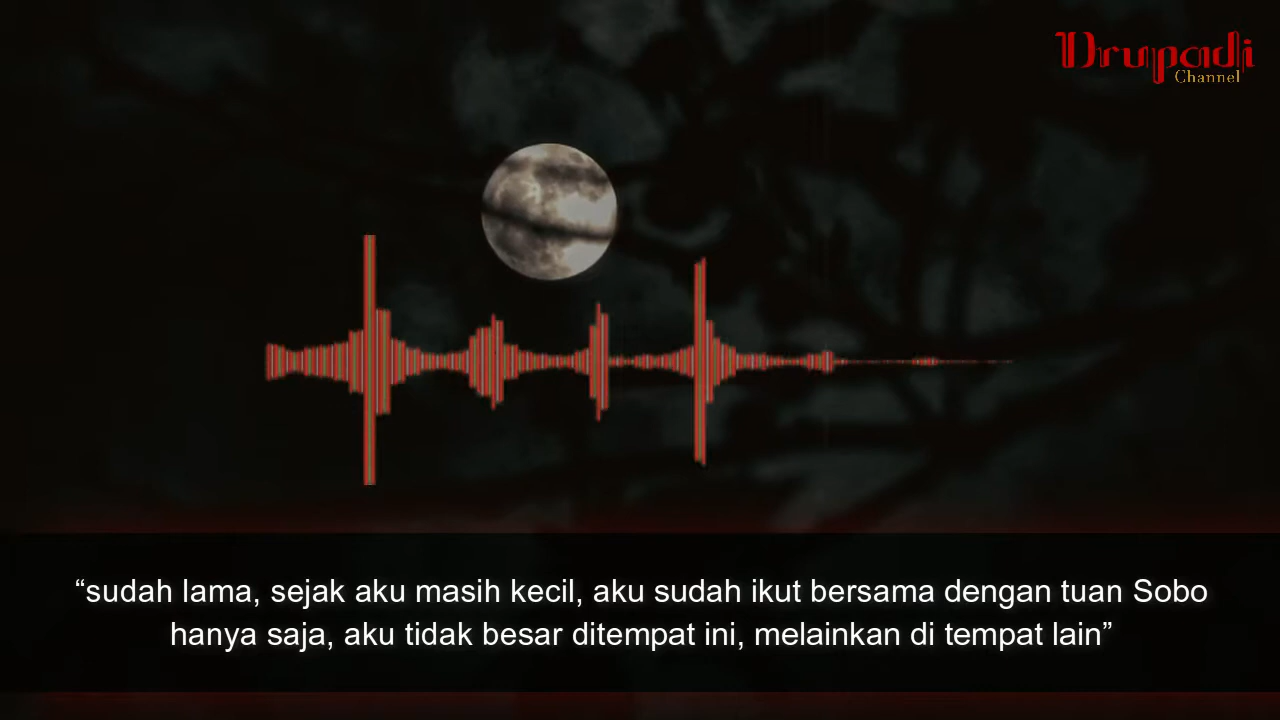 Drupadi
Channel
“sudah lama, sejak aku masih kecil, aku sudah ikut bersama dengan tuan Sobo
hanya saja, aku tidak besar ditempat ini, melainkan di tempat lain”